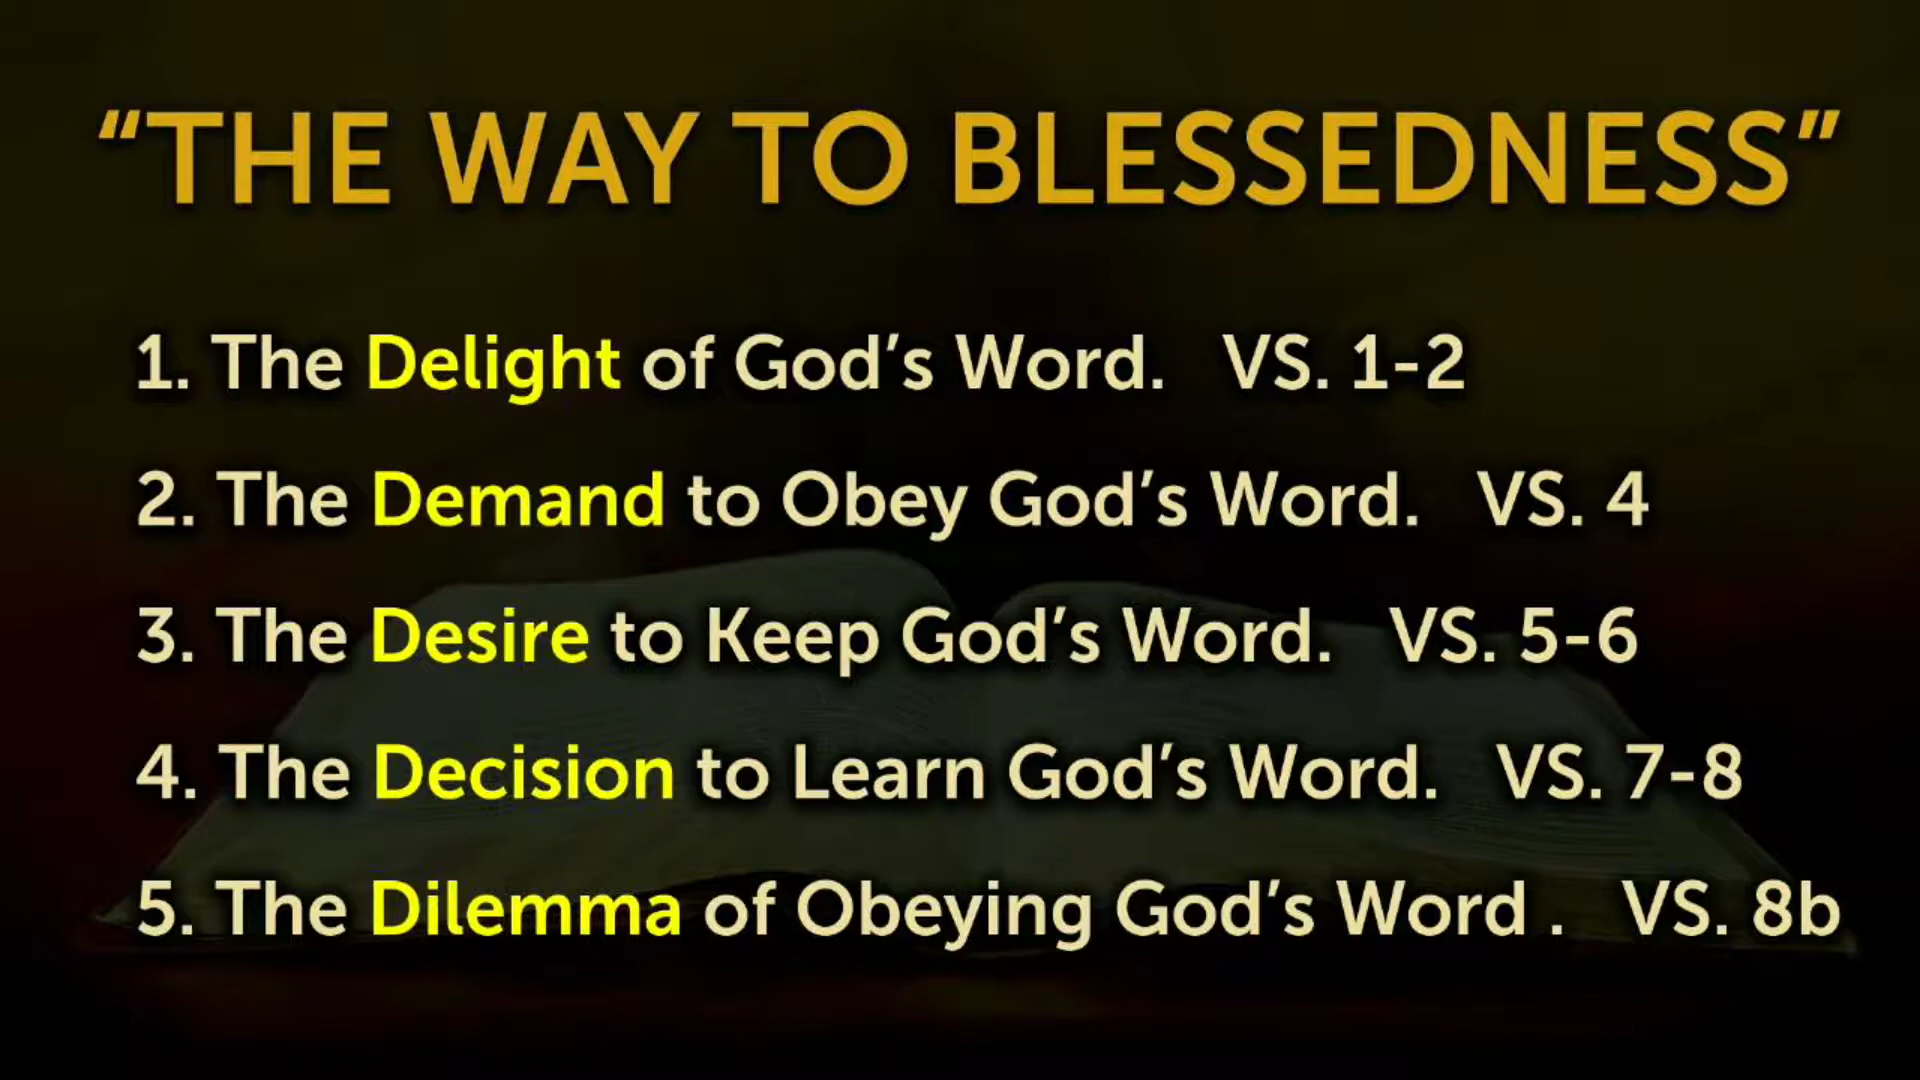 “THE WAY TO BLESSEDNESS”
1. The Delight of God’s Word. VS. 1-2
2. The Demand to Obey God’s Word. VS. 4
3. The Desire to Keep God’s Word. VS. 5-6
4. The Decision to Learn God’s Word. VS. 7-8
5. The Dilemma of Obeying God’s Word . VS. 8b